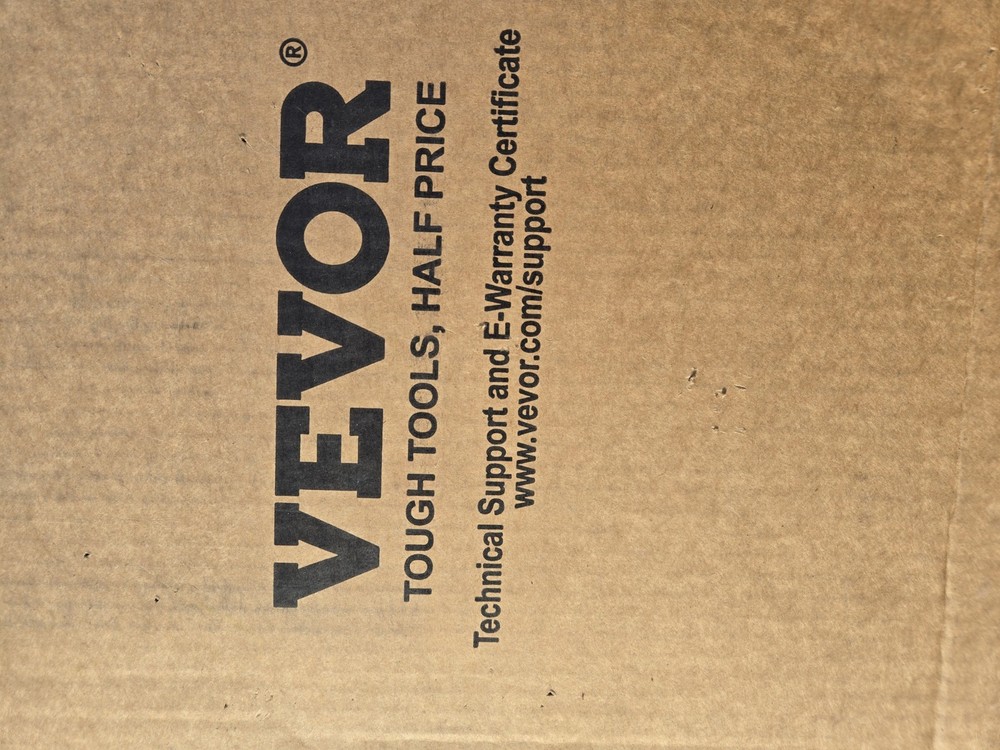 VEVOR®
TOUGH TOOLS, HALF PRICE
Technical Support and E-Warranty Certificate
www.vevor.com/support